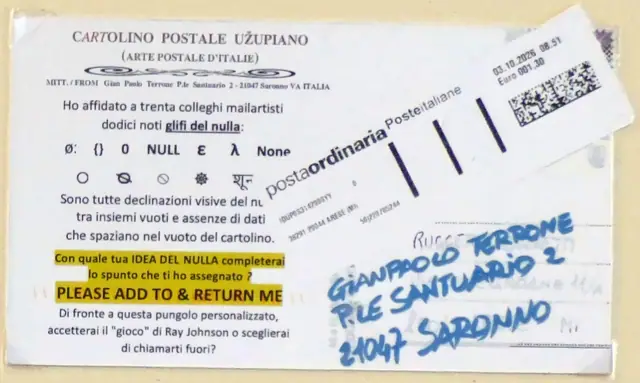 CARTOLINO POSTALE UŽUPIANO
(ARTE POSTALE D'ITALIE)
MITT. / FROM Gian Paolo Terrone P.le Santuario 2 - 21047 Saronno VA ITALIA
Ho affidato a trenta colleghi mailartisti
dodici noti glifi del nulla:
Ø: {} 0 NULL ε λ None
शून
Sono tutte declinazioni visive del
tra insiemi vuoti e assenze di dati
che spaziano nel vuoto del cartolino.
Con quale tua IDEA DEL NULLA completerai
lo spunto che ti ho assegnato ?
PLEASE ADD TO & RETURN ME
Di fronte a questa pungolo personalizzato,
accetterai il "gioco" di Ray Johnson o sceglierai
di chiamarti fuori?
postaordinaria Posteitaliane
03.10.2026 08.51
Euro 001,30
GIANPAOLO TERRONE
P.LE SANTUARIO 2
21047 SARONNO